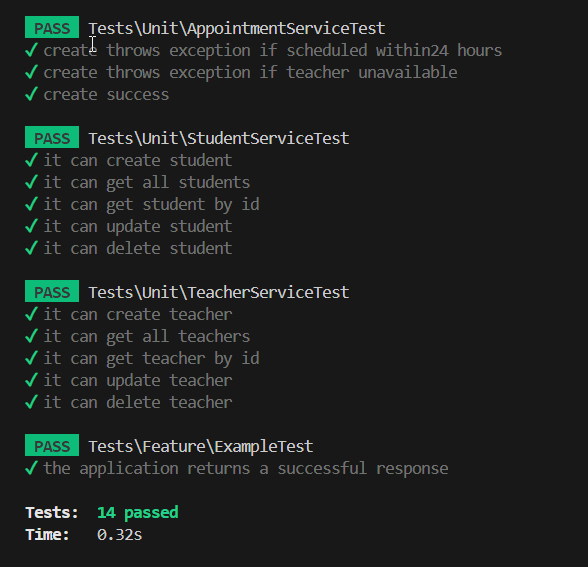 PASS Tests\Unit\AppointmentServiceTest
✓ create throws exception if scheduled within24 hours
✓ create throws exception if teacher unavailable
✓ create success
PASS Tests\Unit\StudentServiceTest
✓ it can create student
✓ it can get all students
✓ it can get student by id
✓ it can update student
✓ it can delete student
PASS Tests\Unit\TeacherServiceTest
✓ it can create teacher
✓ it can get all teachers
✓ it can get teacher by id
✓ it can update teacher
✓ it can delete teacher
PASS Tests\Feature\ExampleTest
✓ the application returns a successful response
Tests: 14 passed
Time: 0.32s